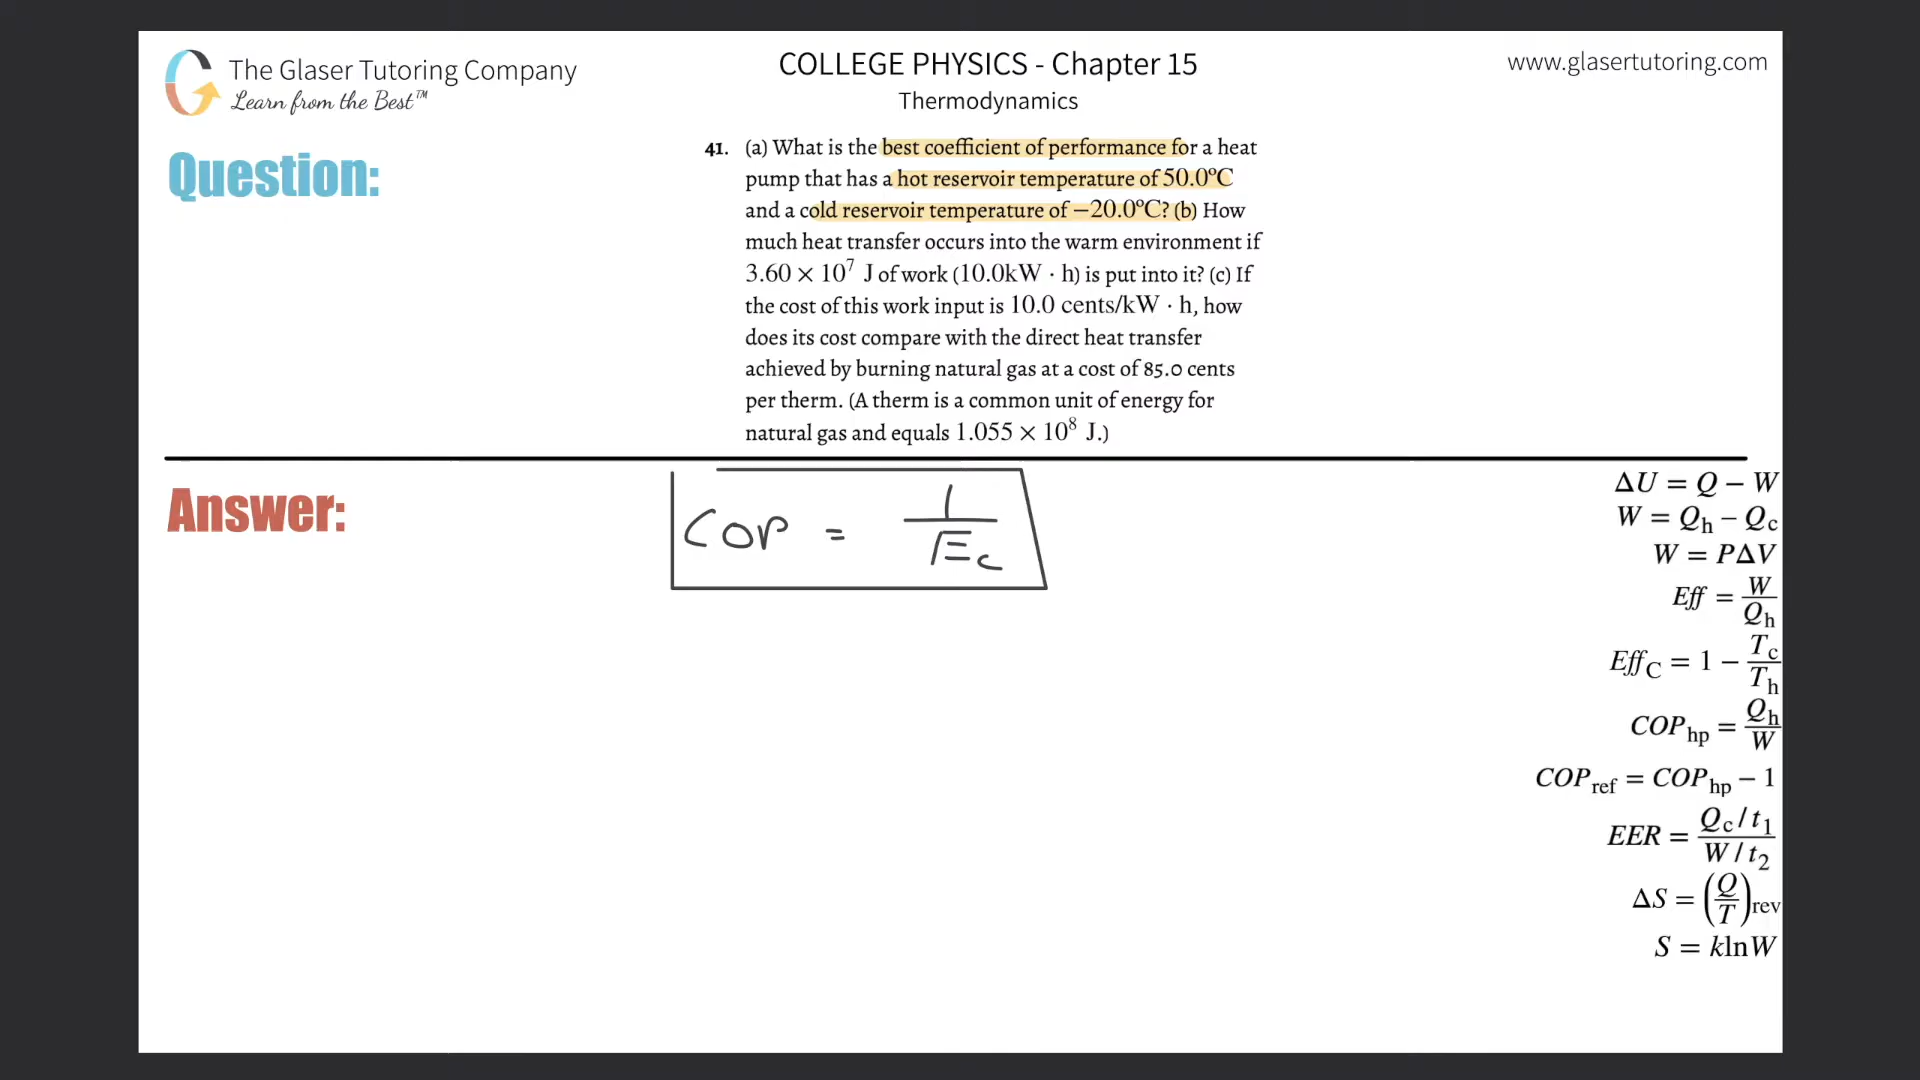 The Glaser Tutoring Company
Learn from the Best™
COLLEGE PHYSICS - Chapter 15
Thermodynamics
www.glasertutoring.com
Question:
41. (a) What is the best coefficient of performance for a heat
pump that has a hot reservoir temperature of 50.0ºC
and a cold reservoir temperature of −20.0ºC? (b) How
much heat transfer occurs into the warm environment if
3.60 × 10⁷ J of work (10.0kW · h) is put into it? (c) If
the cost of this work input is 10.0 cents/kW · h, how
does its cost compare with the direct heat transfer
achieved by burning natural gas at a cost of 85.0 cents
per therm. (A therm is a common unit of energy for
natural gas and equals 1.055 × 10⁸ J.)
Answer:
COP = 1/E_c
ΔU = Q − W
W = Q_h − Q_c
W = PΔV
Eff = W/Q_h
Eff_C = 1 − T_c/T_h
COP_hp = Q_h/W
COP_ref = COP_hp − 1
EER = (Q_c / t_1)/(W / t_2)
ΔS = (Q/T)_rev
S = klnW